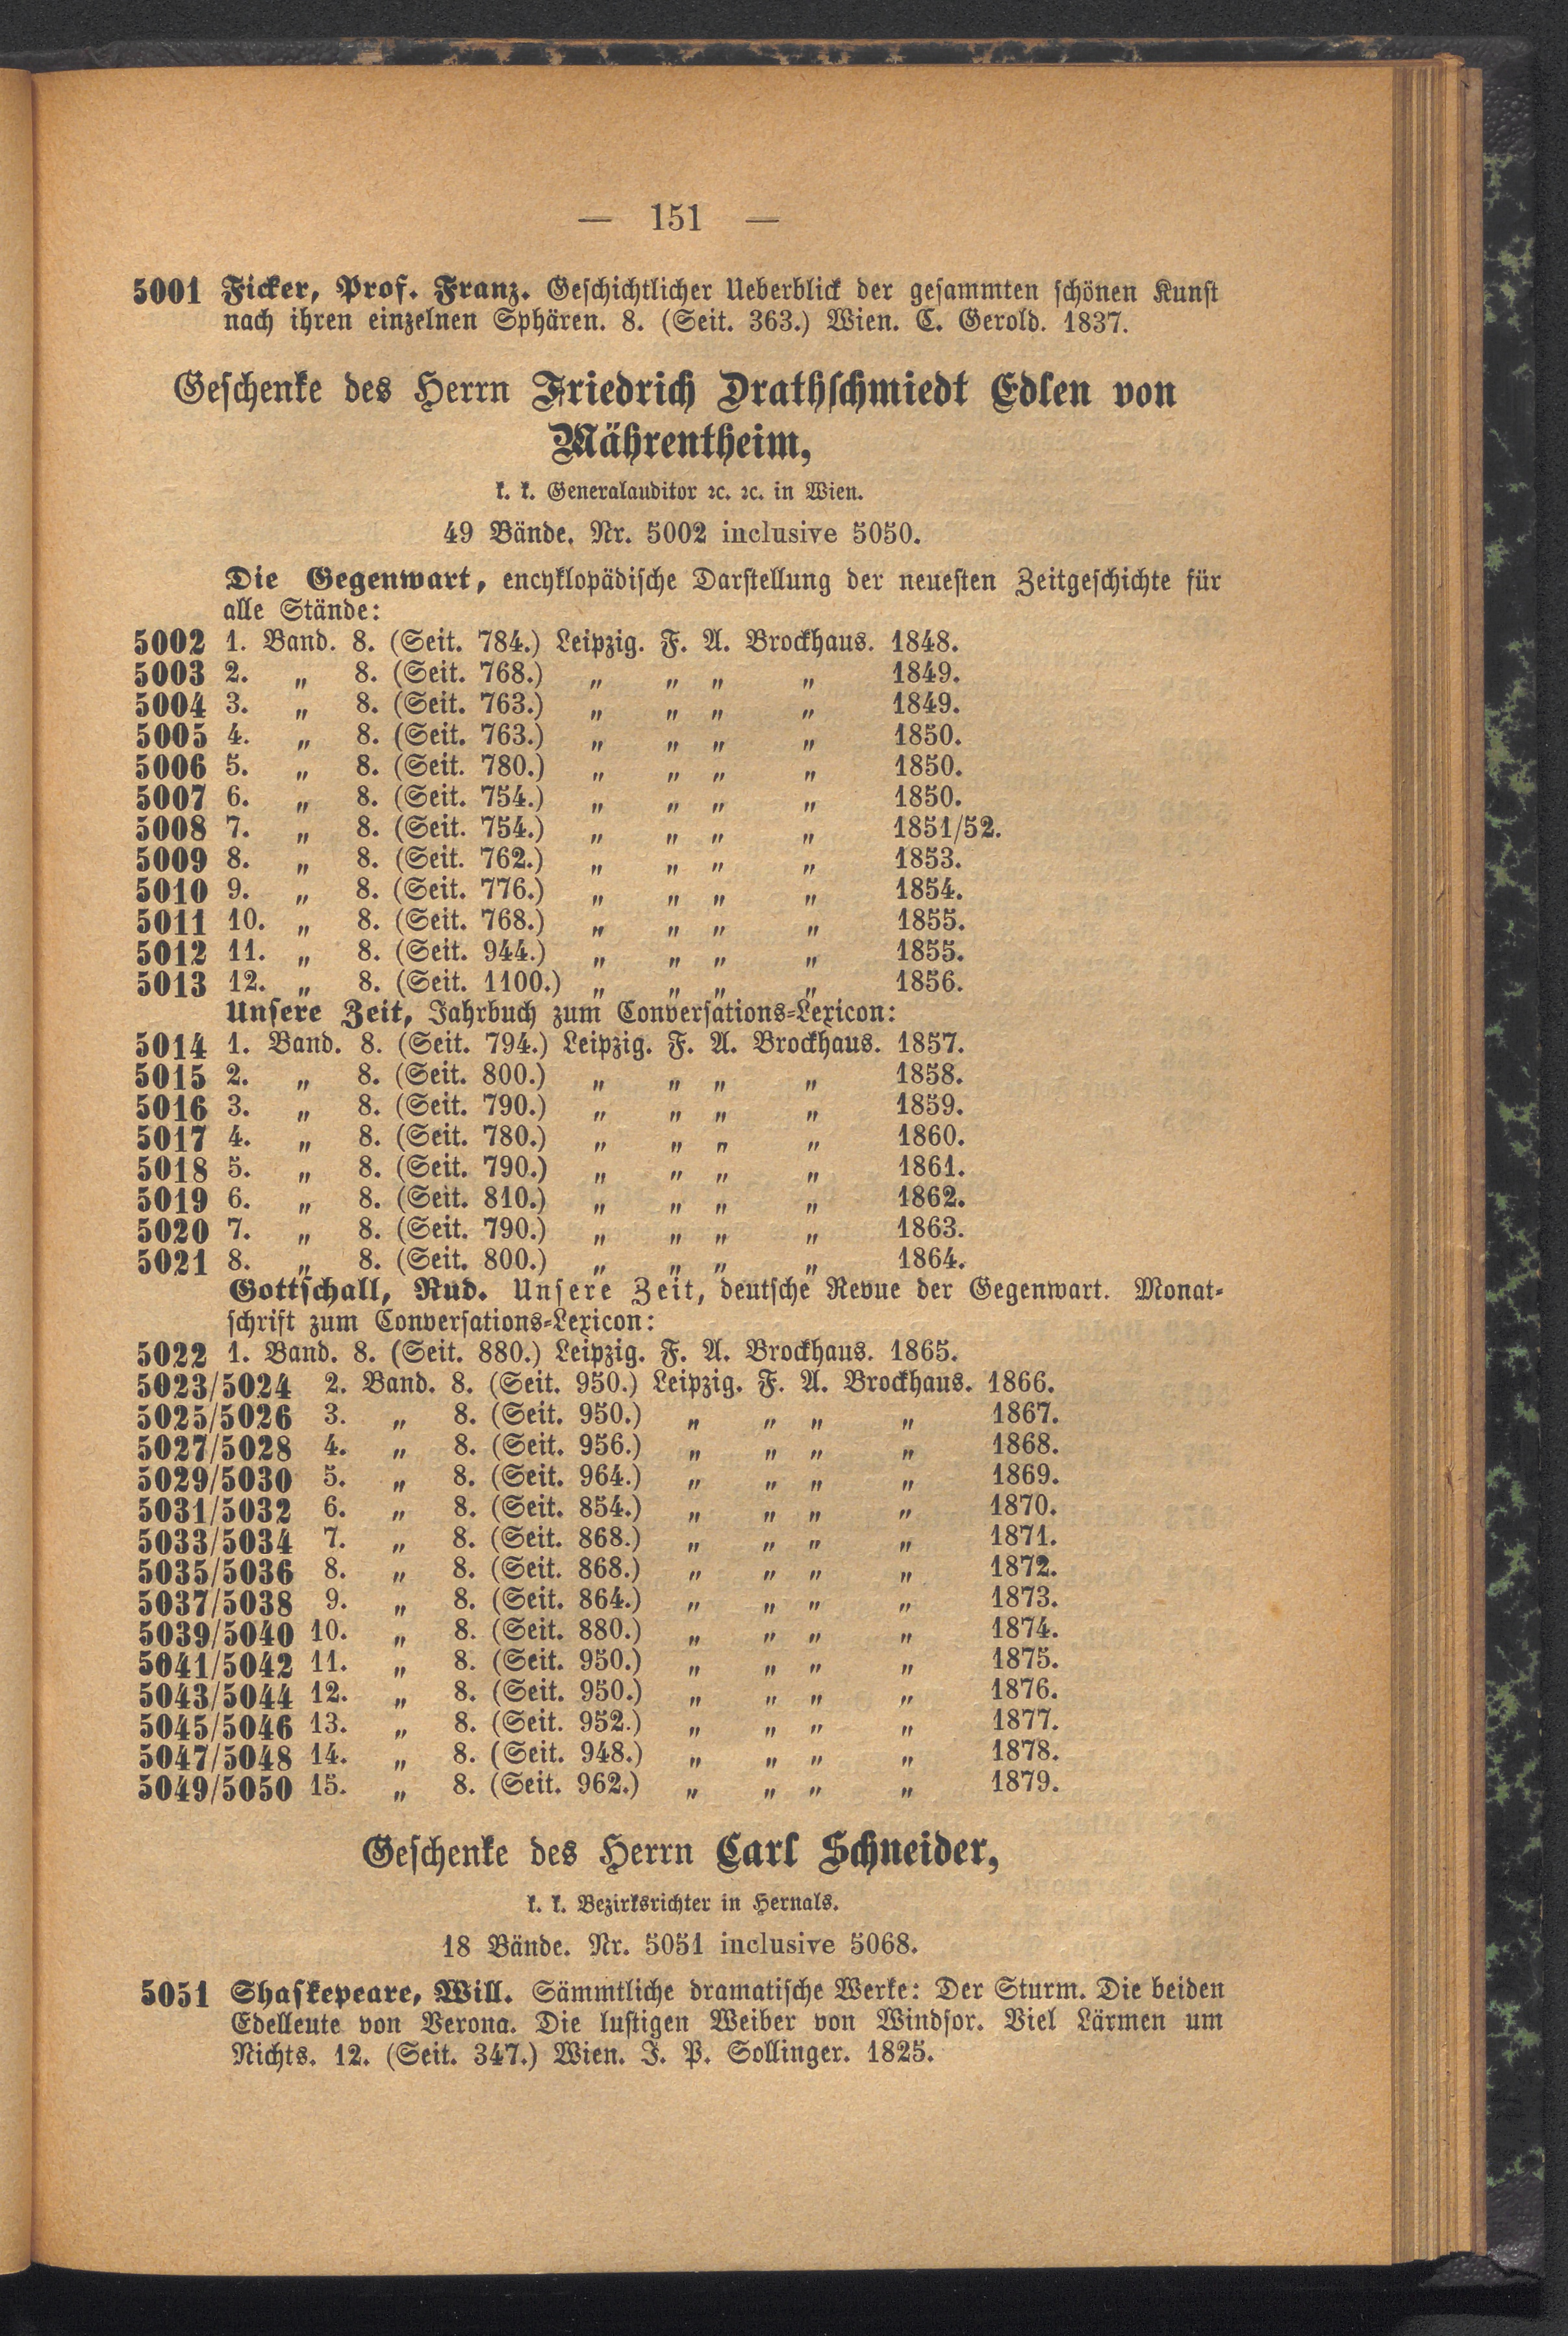 — 151 —
5001 Ficker, Prof. Franz. Geschichtlicher Ueberblick der gesammten schönen Kunst
nach ihren einzelnen Sphären. 8. (Seit. 363.) Wien. C. Gerold. 1837.
Geschenke des Herrn Friedrich Drathschmiedt Edlen von
Mährentheim,
k. k. Generalauditor ꝛc. ꝛc. in Wien.
49 Bände. Nr. 5002 inclusive 5050.
Die Gegenwart, encyklopädische Darstellung der neuesten Zeitgeschichte für
alle Stände:
5002 1. Band. 8. (Seit. 784.) Leipzig. F. A. Brockhaus. 1848.
5003 2. „ 8. (Seit. 768.) „ „ „ „ 1849.
5004 3. „ 8. (Seit. 763.) „ „ „ „ 1849.
5005 4. „ 8. (Seit. 763.) „ „ „ „ 1850.
5006 5. „ 8. (Seit. 780.) „ „ „ „ 1850.
5007 6. „ 8. (Seit. 754.) „ „ „ „ 1850.
5008 7. „ 8. (Seit. 754.) „ „ „ „ 1851/52.
5009 8. „ 8. (Seit. 762.) „ „ „ „ 1853.
5010 9. „ 8. (Seit. 776.) „ „ „ „ 1854.
5011 10. „ 8. (Seit. 768.) „ „ „ „ 1855.
5012 11. „ 8. (Seit. 944.) „ „ „ „ 1855.
5013 12. „ 8. (Seit. 1100.) „ „ „ „ 1856.
Unsere Zeit, Jahrbuch zum Conversations-Lexicon:
5014 1. Band. 8. (Seit. 794.) Leipzig. F. A. Brockhaus. 1857.
5015 2. „ 8. (Seit. 800.) „ „ „ „ 1858.
5016 3. „ 8. (Seit. 790.) „ „ „ „ 1859.
5017 4. „ 8. (Seit. 780.) „ „ „ „ 1860.
5018 5. „ 8. (Seit. 790.) „ „ „ „ 1861.
5019 6. „ 8. (Seit. 810.) „ „ „ „ 1862.
5020 7. „ 8. (Seit. 790.) „ „ „ „ 1863.
5021 8. „ 8. (Seit. 800.) „ „ „ „ 1864.
Gottschall, Rud. Unsere Zeit, deutsche Revue der Gegenwart. Monat-
schrift zum Conversations-Lexicon:
5022 1. Band. 8. (Seit. 880.) Leipzig. F. A. Brockhaus. 1865.
5023/5024 2. Band. 8. (Seit. 950.) Leipzig. F. A. Brockhaus. 1866.
5025/5026 3. „ 8. (Seit. 950.) „ „ „ „ 1867.
5027/5028 4. „ 8. (Seit. 956.) „ „ „ „ 1868.
5029/5030 5. „ 8. (Seit. 964.) „ „ „ „ 1869.
5031/5032 6. „ 8. (Seit. 854.) „ „ „ „ 1870.
5033/5034 7. „ 8. (Seit. 868.) „ „ „ „ 1871.
5035/5036 8. „ 8. (Seit. 868.) „ „ „ „ 1872.
5037/5038 9. „ 8. (Seit. 864.) „ „ „ „ 1873.
5039/5040 10. „ 8. (Seit. 880.) „ „ „ „ 1874.
5041/5042 11. „ 8. (Seit. 950.) „ „ „ „ 1875.
5043/5044 12. „ 8. (Seit. 950.) „ „ „ „ 1876.
5045/5046 13. „ 8. (Seit. 952.) „ „ „ „ 1877.
5047/5048 14. „ 8. (Seit. 948.) „ „ „ „ 1878.
5049/5050 15. „ 8. (Seit. 962.) „ „ „ „ 1879.
Geschenke des Herrn Carl Schneider,
k. k. Bezirksrichter in Hernals.
18 Bände. Nr. 5051 inclusive 5068.
5051 Shaskepeare, Will. Sämmtliche dramatische Werke: Der Sturm. Die beiden
Edelleute von Verona. Die lustigen Weiber von Windsor. Viel Lärmen um
Nichts. 12. (Seit. 347.) Wien. J. P. Sollinger. 1825.